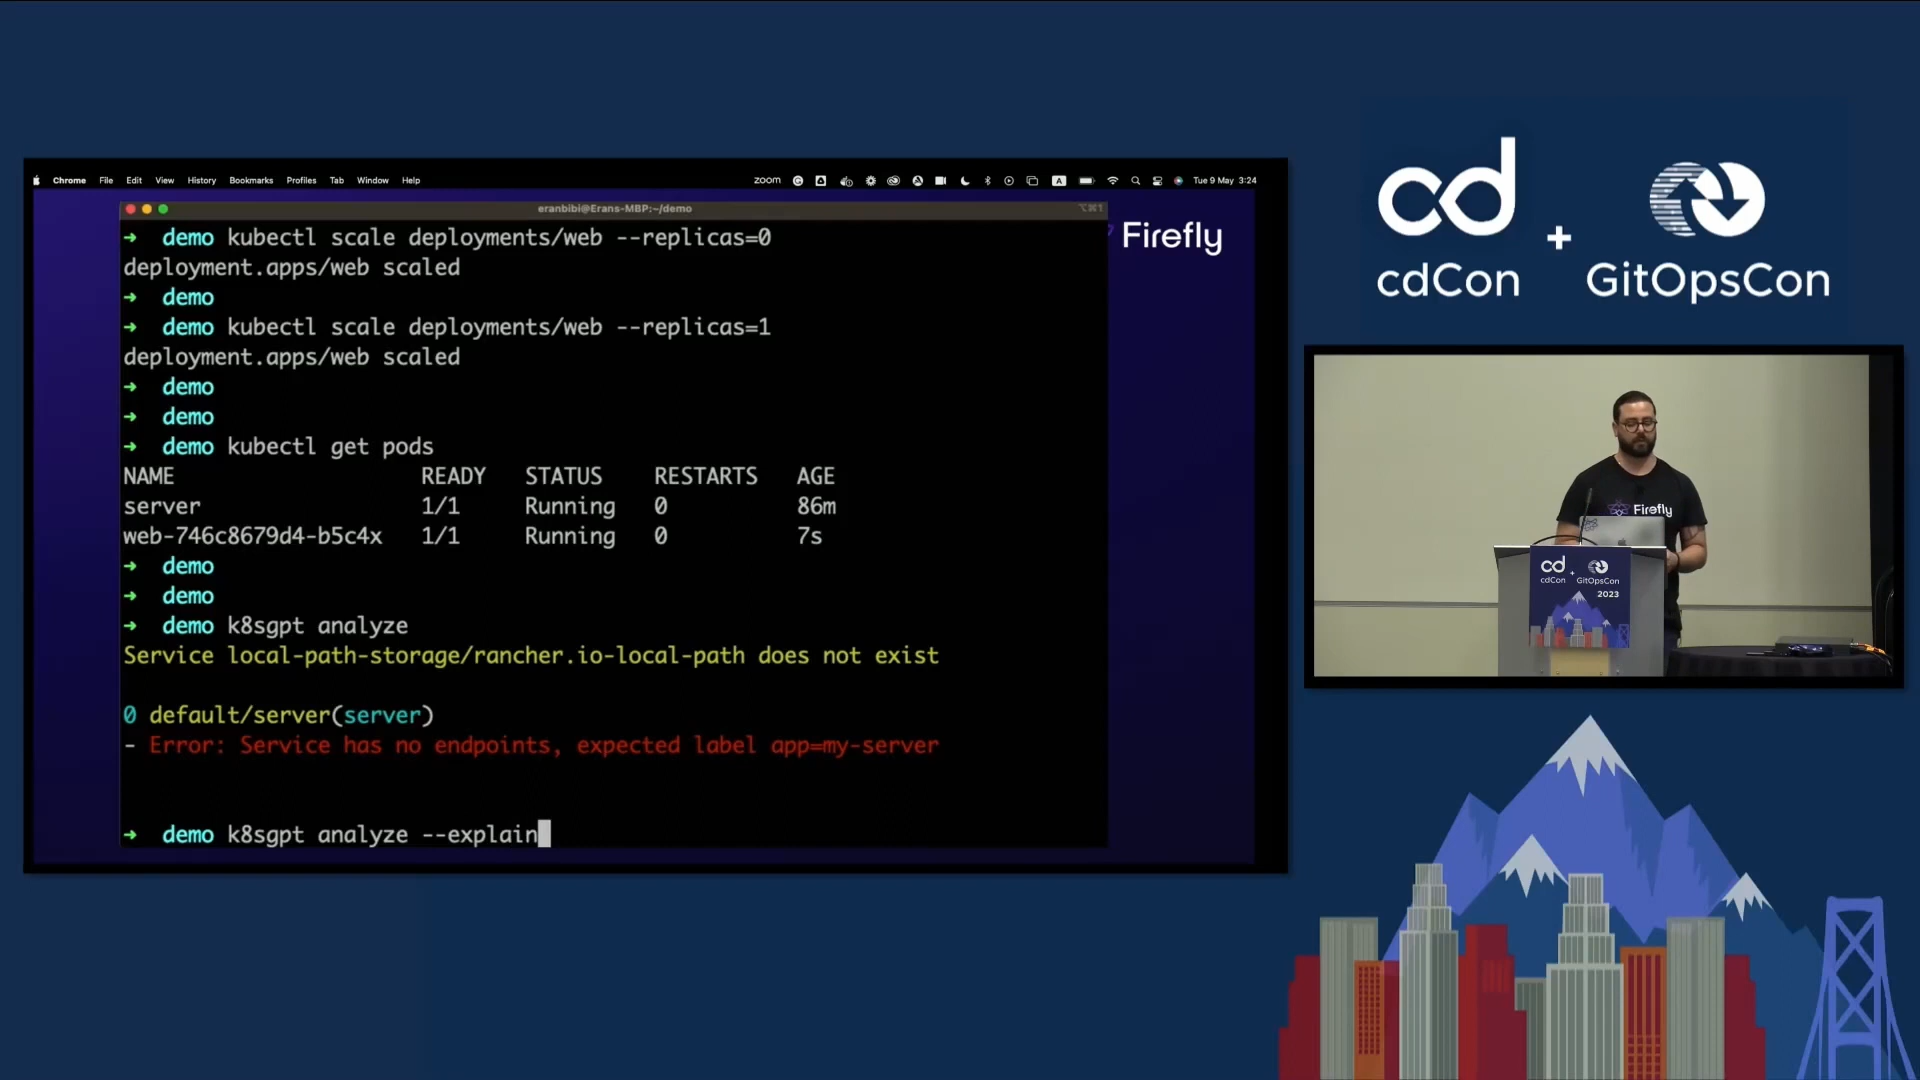 Chrome File Edit View History Bookmarks Profiles Tab Window Help zoom A Tue 9 May 3:24
eranbibi@Erans-MBP:~/demo ⌥⌘1
Firefly
➜ demo kubectl scale deployments/web --replicas=0
deployment.apps/web scaled
➜ demo
➜ demo kubectl scale deployments/web --replicas=1
deployment.apps/web scaled
➜ demo
➜ demo
➜ demo kubectl get pods
NAME READY STATUS RESTARTS AGE
server 1/1 Running 0 86m
web-746c8679d4-b5c4x 1/1 Running 0 7s
➜ demo
➜ demo
➜ demo k8sgpt analyze
Service local-path-storage/rancher.io-local-path does not exist
0 default/server(server)
- Error: Service has no endpoints, expected label app=my-server
➜ demo k8sgpt analyze --explain
cd
cdCon + GitOpsCon
Firefly
cd
cdCon + GitOpsCon
2023